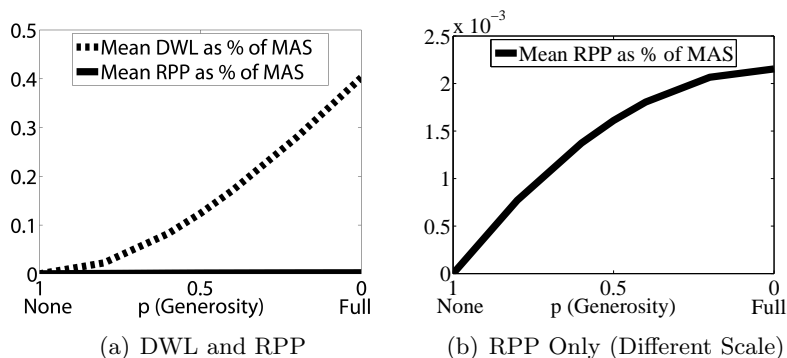 0.5
0.4
0.3
0.2
0.1
0
Mean DWL as % of MAS
Mean RPP as % of MAS
1 0.5 0
None p (Generosity) Full
(a) DWL and RPP
x 10⁻³
2.5
2
1.5
1
0.5
0
Mean RPP as % of MAS
1 0.5 0
None p (Generosity) Full
(b) RPP Only (Different Scale)